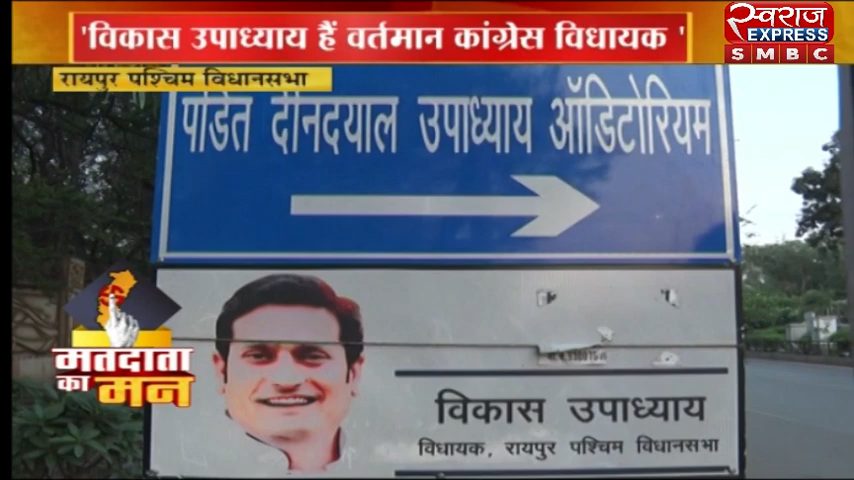 'विकास उपाध्याय हैं वर्तमान कांग्रेस विधायक '
स्वराज
EXPRESS
SMBC
रायपुर पश्चिम विधानसभा
पंडित दीनदयाल उपाध्याय ऑडिटोरियम
मतदाता
का मन
विकास उपाध्याय
विधायक, रायपुर पश्चिम विधानसभा